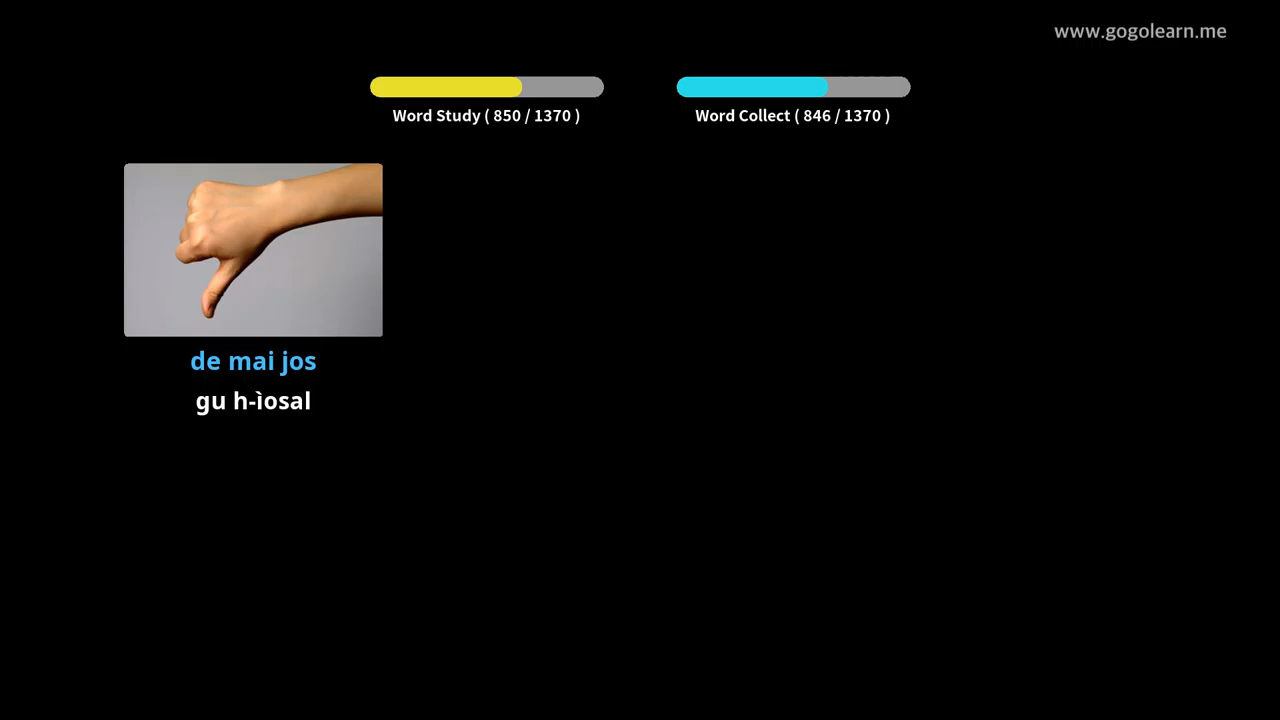 www.gogolearn.me
Word Study ( 850 / 1370 )
Word Collect ( 846 / 1370 )
de mai jos
gu h-ìosal